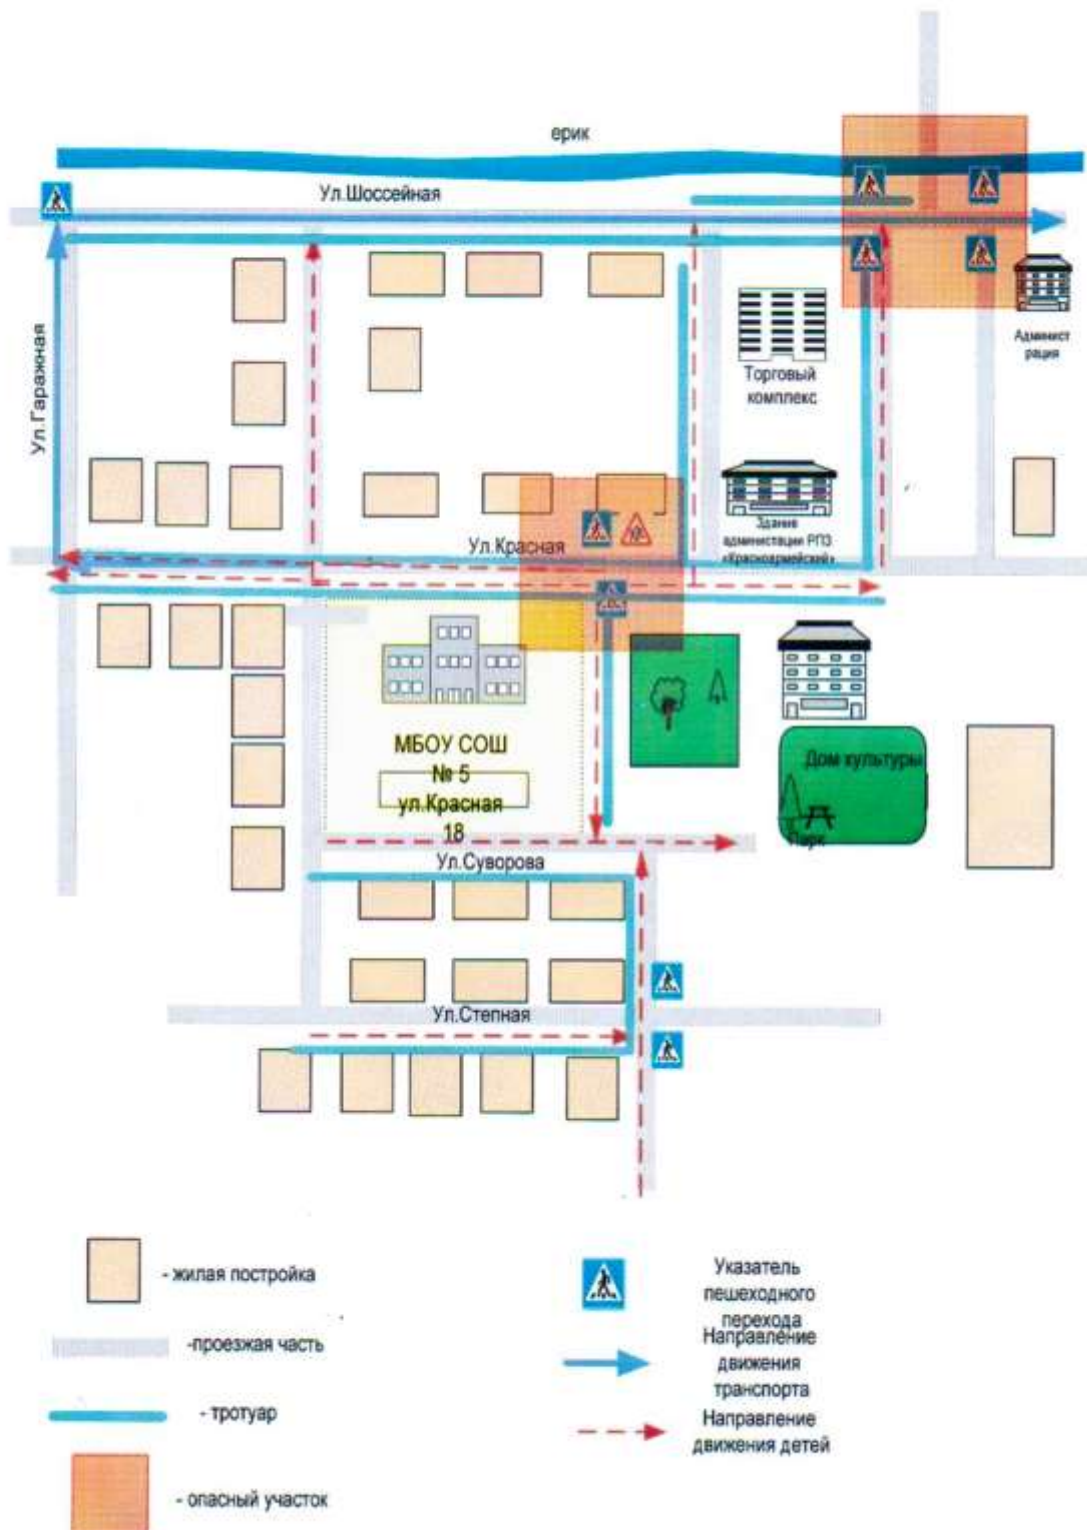 ерик
Ул.Шоссейная
Ул.Гаражная
Админист
рация
Торговый
комплекс
Здание
администации РПЗ
«Красноармейский»
Ул.Красная
МБОУ СОШ
№ 5
ул.Красная
18
Дом культуры
Парк
Ул.Суворова
Ул.Степная
- жилая постройка
-проезжая часть
- тротуар
- опасный участок
Указатель
пешеходного
перехода
Направление
движения
транспорта
Направление
движения детей